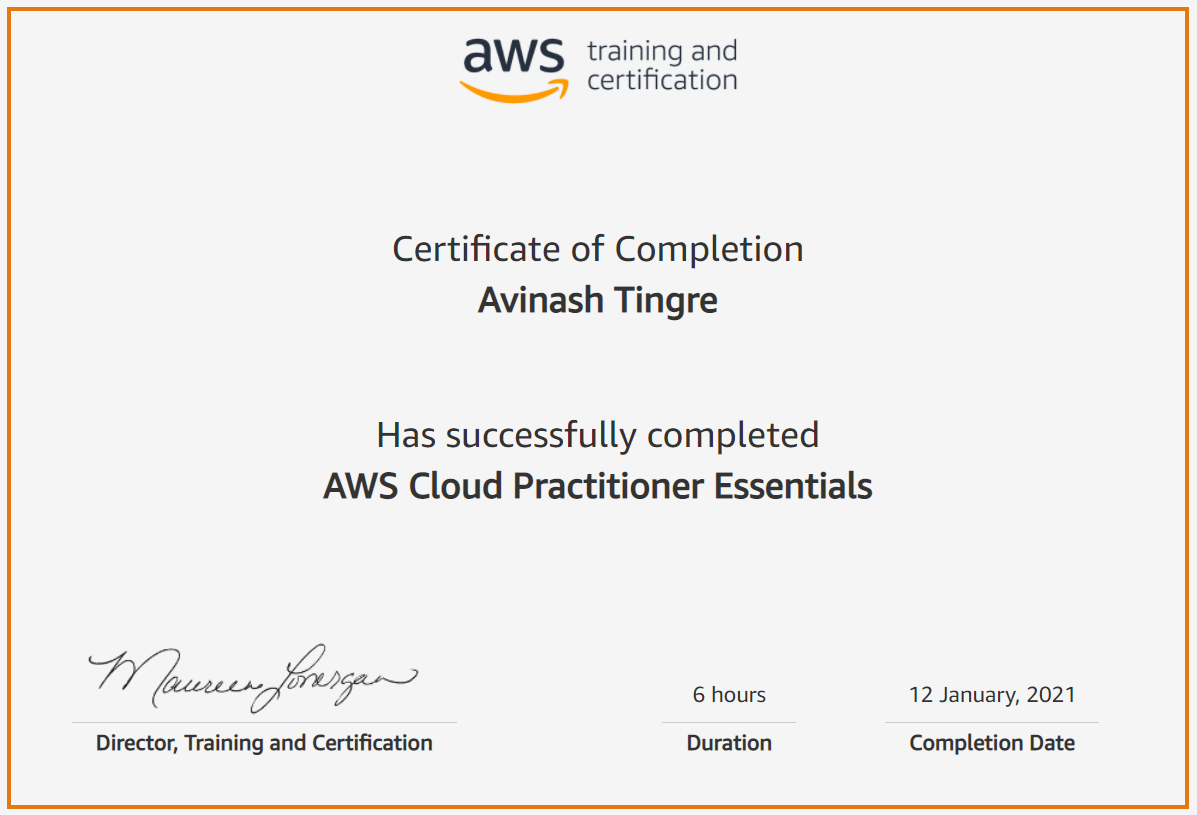 aws training and
certification
Certificate of Completion
Avinash Tingre
Has successfully completed
AWS Cloud Practitioner Essentials
Maureen Lonergan
6 hours
12 January, 2021
Director, Training and Certification
Duration
Completion Date